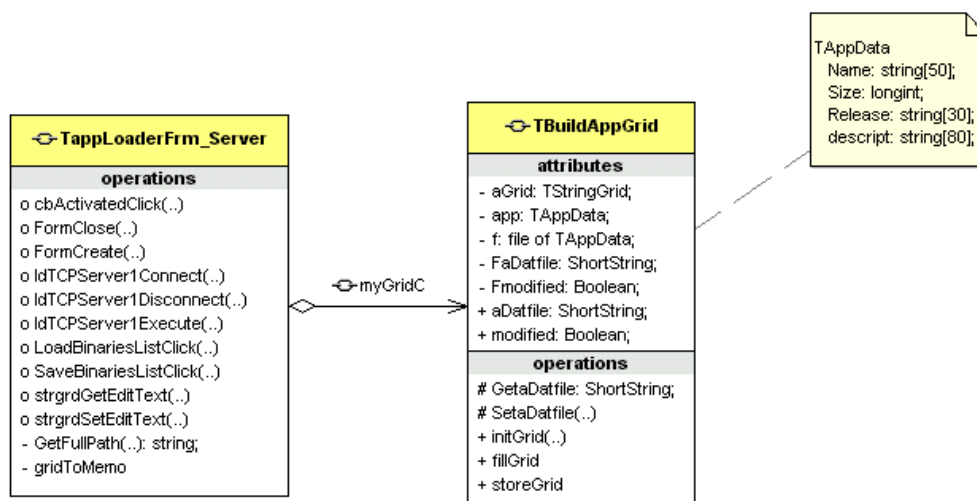 TAppData
Name: string[50];
Size: longint;
Release: string[30];
descript: string[80];
TappLoaderFrm_Server
operations
o cbActivatedClick(..)
o FormClose(..)
o FormCreate(..)
o IdTCPServer1Connect(..)
o IdTCPServer1Disconnect(..)
o IdTCPServer1Execute(..)
o LoadBinariesListClick(..)
o SaveBinariesListClick(..)
o strgrdGetEditText(..)
o strgrdSetEditText(..)
- GetFullPath(..): string;
- gridToMemo
myGridC
TBuildAppGrid
attributes
- aGrid: TStringGrid;
- app: TAppData;
- f: file of TAppData;
- FaDatfile: ShortString;
- Fmodified: Boolean;
+ aDatfile: ShortString;
+ modified: Boolean;
operations
# GetaDatfile: ShortString;
# SetaDatfile(..)
+ initGrid(..)
+ fillGrid
+ storeGrid